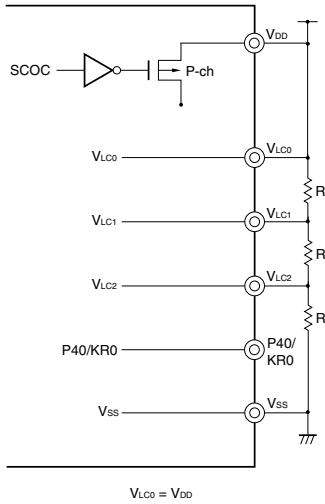 VDD
SCOC
P-ch
VLC0
VLC0
R
VLC1
VLC1
R
VLC2
VLC2
R
P40/KR0
P40/
KR0
VSS
VSS
VLC0 = VDD